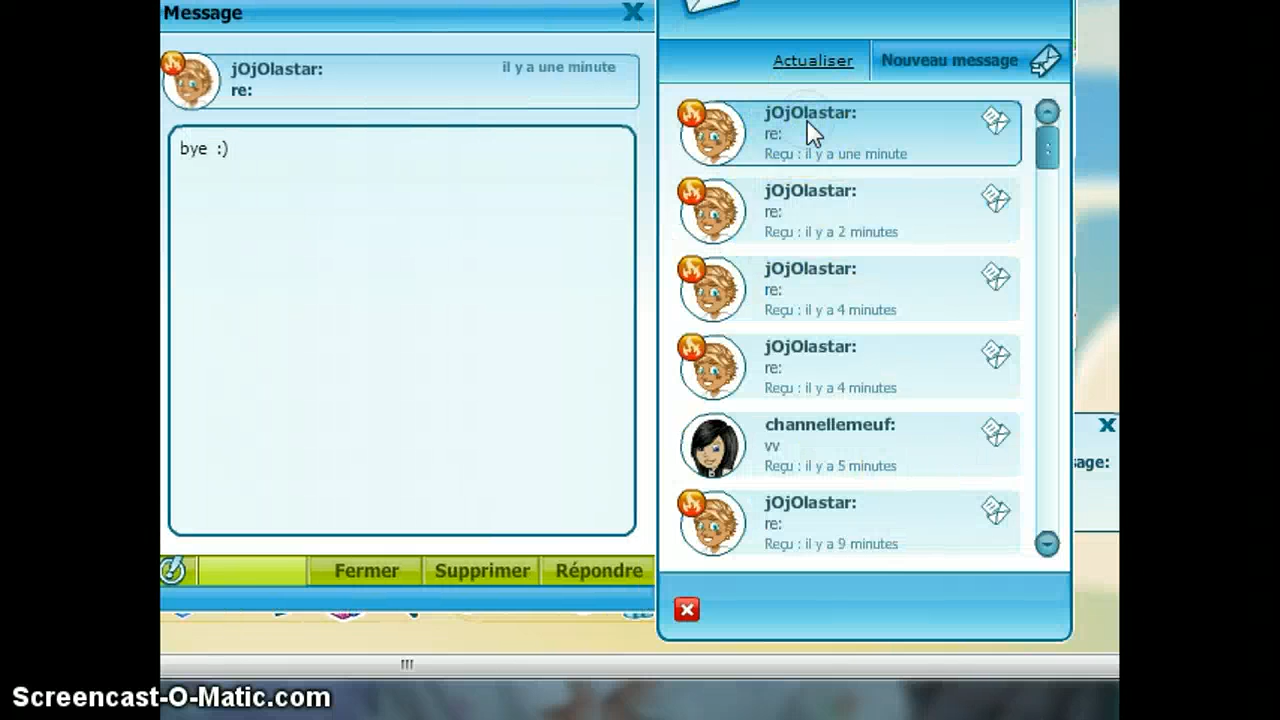 Message
jOjOlastar:
il y a une minute
re:
bye :)
Fermer
Supprimer
Répondre
Actualiser
Nouveau message
jOjOlastar:
re:
Reçu : il y a une minute
jOjOlastar:
re:
Reçu : il y a 2 minutes
jOjOlastar:
re:
Reçu : il y a 4 minutes
jOjOlastar:
re:
Reçu : il y a 4 minutes
channellemeuf:
vv
Reçu : il y a 5 minutes
jOjOlastar:
re:
Reçu : il y a 9 minutes
sage:
Screencast-O-Matic.com